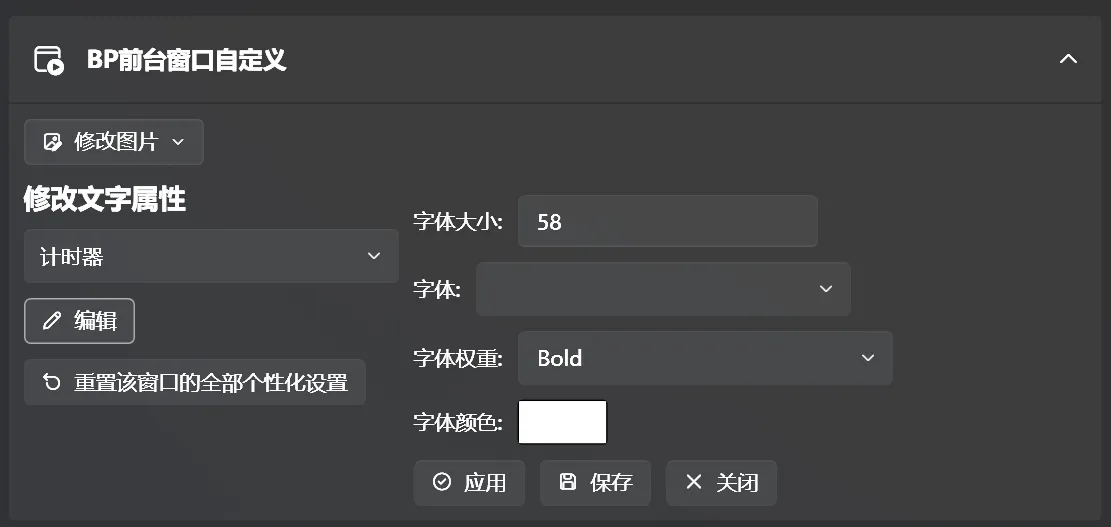 BP前台窗口自定义
修改图片
修改文字属性
计时器
编辑
重置该窗口的全部个性化设置
字体大小: 58
字体:
字体权重: Bold
字体颜色:
应用 保存 关闭